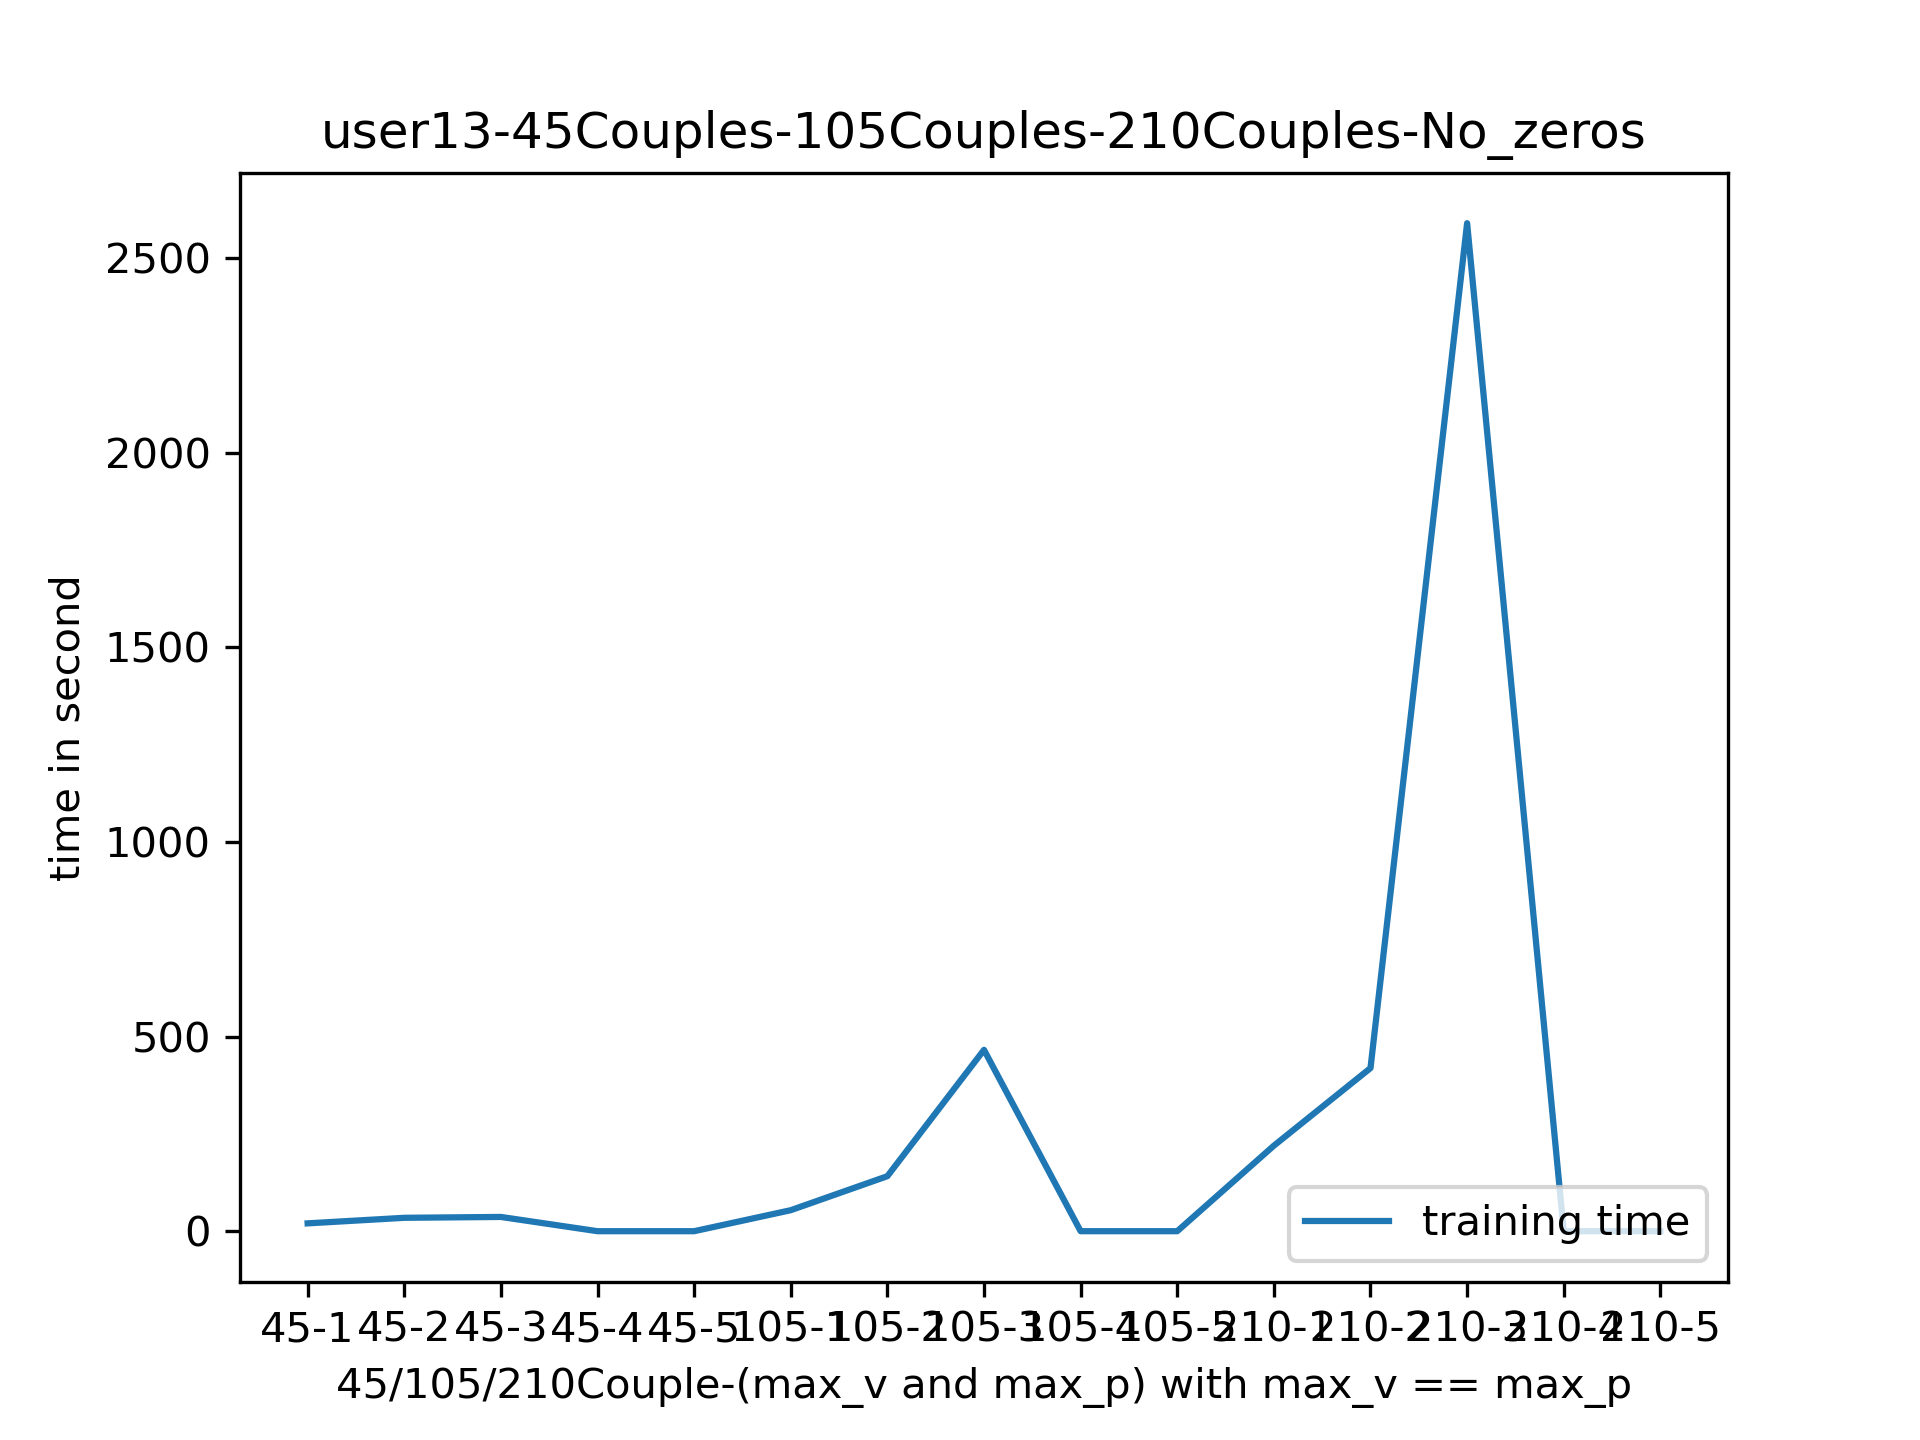 user13-45Couples-105Couples-210Couples-No_zeros
2500
2000
1500
1000
500
0
time in second
training time
45-1 45-2 45-3 45-4 45-5 105-1 105-2 105-3 105-4 105-5 210-1 210-2 210-3 210-4 210-5
45/105/210Couple-(max_v and max_p) with max_v == max_p